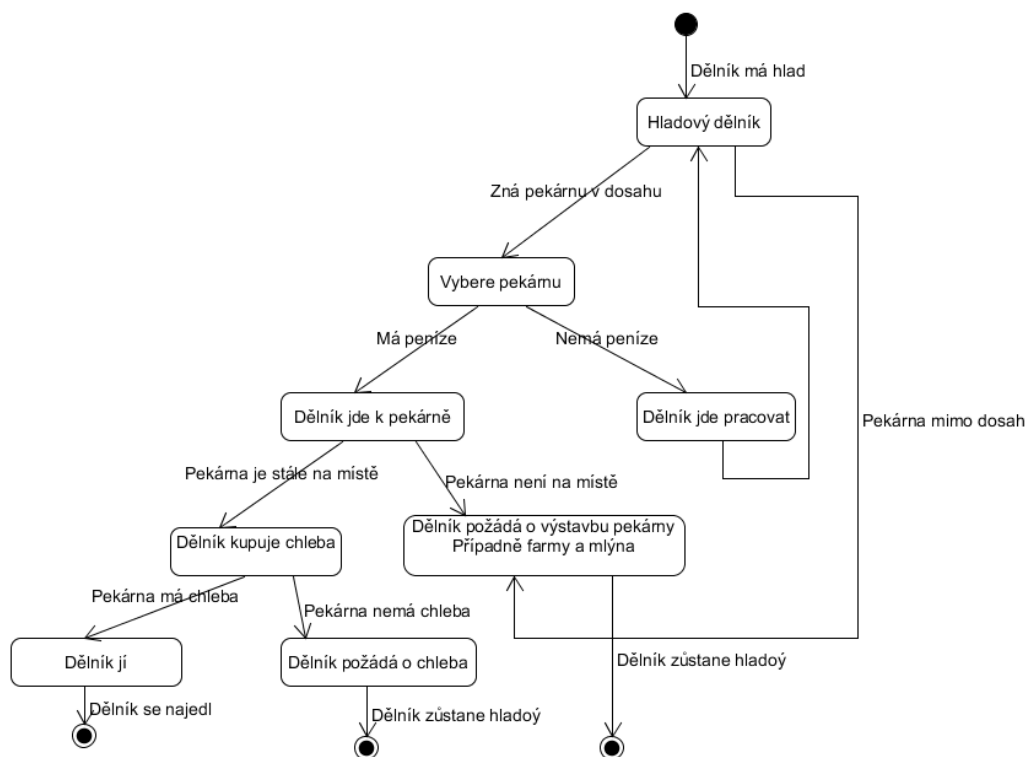 Dělník má hlad
Hladový dělník
Zná pekárnu v dosahu
Vybere pekárnu
Má peníze
Nemá peníze
Dělník jde k pekárně
Dělník jde pracovat
Pekárna mimo dosah
Pekárna je stále na místě
Pekárna není na místě
Dělník kupuje chleba
Dělník požádá o výstavbu pekárny
Případně farmy a mlýna
Pekárna má chleba
Pekárna nemá chleba
Dělník jí
Dělník požádá o chleba
Dělník zůstane hladoý
Dělník se najedl
Dělník zůstane hladoý